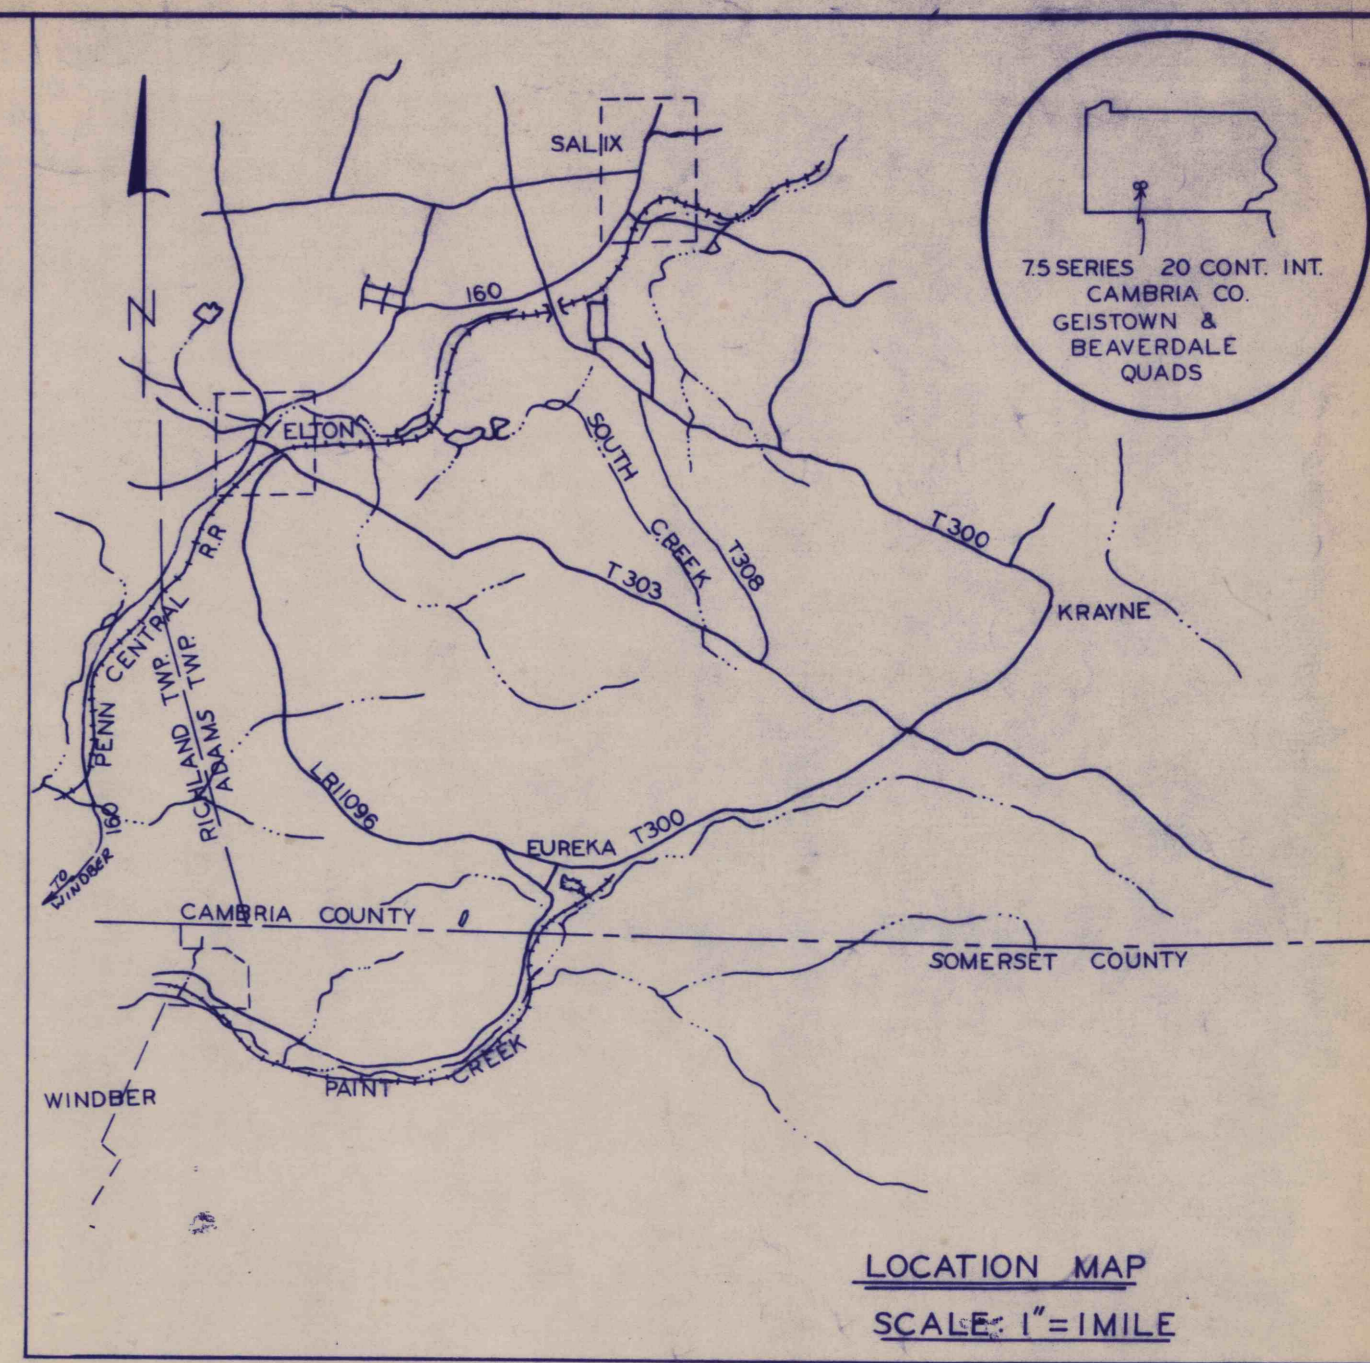 SALIX
7.5 SERIES 20 CONT. INT.
CAMBRIA CO.
GEISTOWN &
BEAVERDALE
QUADS
160
N
ELTON
SOUTH CREEK
T308
T300
T303
KRAYNE
PENN CENTRAL R.R
RICHLAND TWP.
ADAMS TWP.
LR11096
160
TO
WINDBER
EUREKA
T300
CAMBRIA COUNTY
SOMERSET COUNTY
PAINT CREEK
WINDBER
LOCATION MAP
SCALE: 1"=1MILE